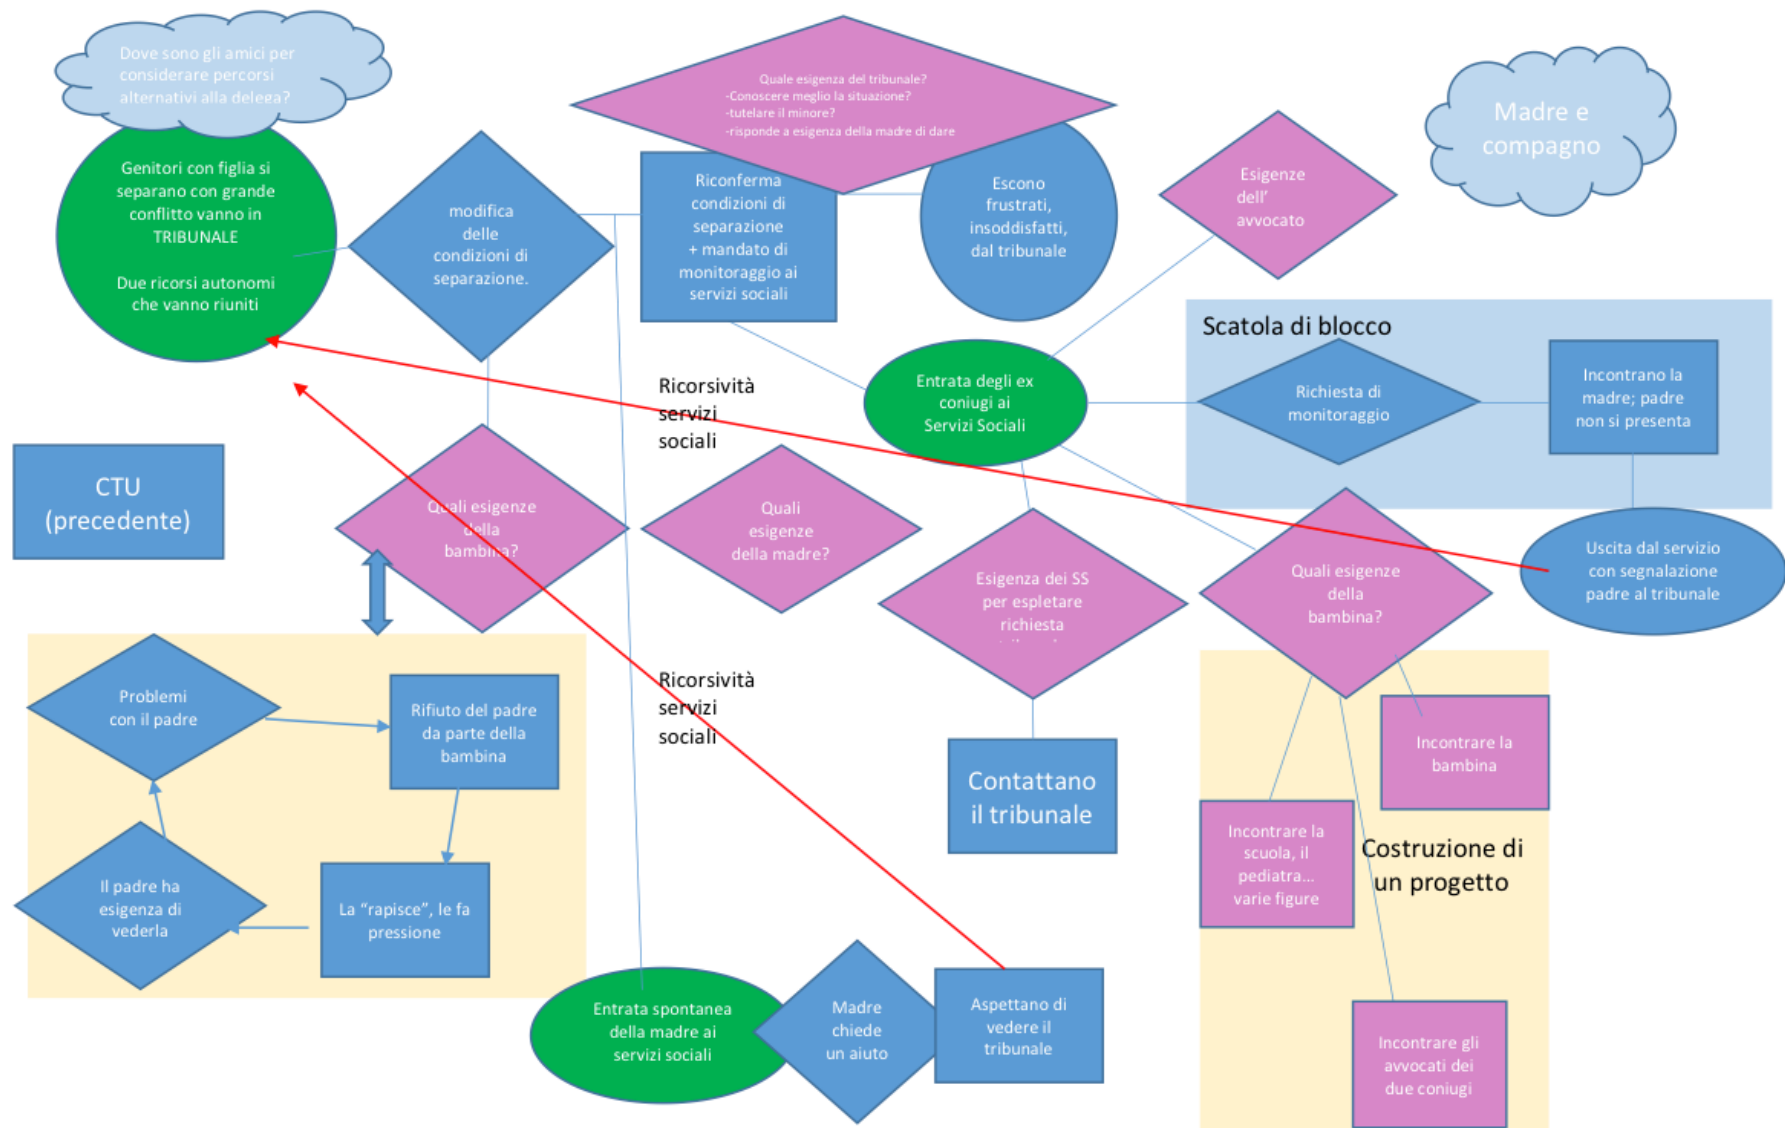 Dove sono gli amici per
considerare percorsi
alternativi alla delega?
Genitori con figlia si
separano con grande
conflitto vanno in
TRIBUNALE
Due ricorsi autonomi
che vanno riuniti
modifica
delle
condizioni di
separazione.
Quale esigenza del tribunale?
-Conoscere meglio la situazione?
-tutelare il minore?
-risponde a esigenza della madre di dare
Riconferma
condizioni di
separazione
+ mandato di
monitoraggio ai
servizi sociali
Escono
frustrati,
insoddisfatti,
dal tribunale
Esigenze
dell’
avvocato
Madre e
compagno
Scatola di blocco
Richiesta di
monitoraggio
Incontrano la
madre; padre
non si presenta
Entrata degli ex
coniugi ai
Servizi Sociali
Ricorsività
servizi
sociali
CTU
(precedente)
Quali esigenze
della
bambina?
Quali
esigenze
della madre?
Esigenza dei SS
per espletare
richiesta
Quali esigenze
della
bambina?
Uscita dal servizio
con segnalazione
padre al tribunale
Problemi
con il padre
Rifiuto del padre
da parte della
bambina
Il padre ha
esigenza di
vederla
La “rapisce”, le fa
pressione
Ricorsività
servizi
sociali
Contattano
il tribunale
Incontrare la
bambina
Incontrare la
scuola, il
pediatra…
varie figure
Costruzione di
un progetto
Incontrare gli
avvocati dei
due coniugi
Entrata spontanea
della madre ai
servizi sociali
Madre
chiede
un aiuto
Aspettano di
vedere il
tribunale